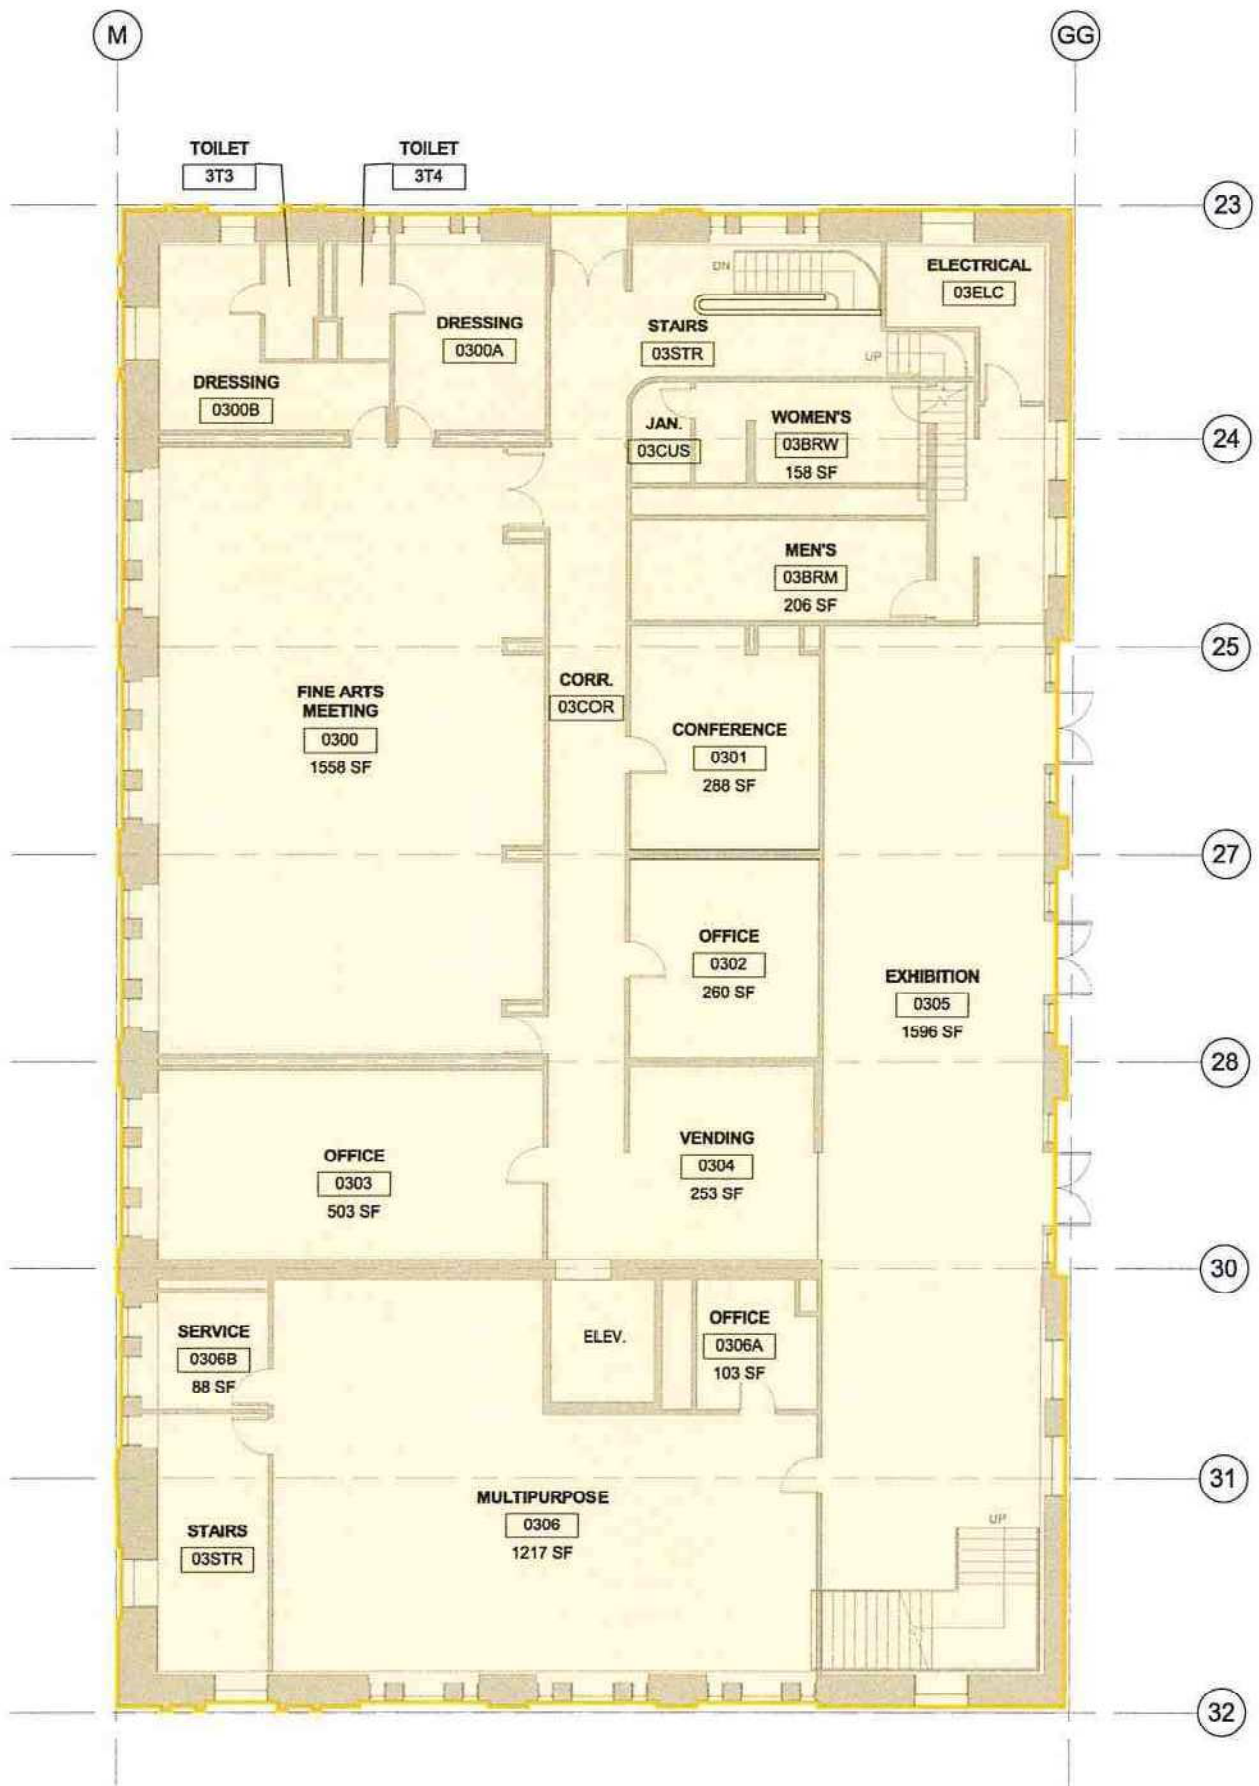 M
GG
TOILET
3T3
TOILET
3T4
23
DN
ELECTRICAL
03ELC
DRESSING
0300A
STAIRS
03STR
UP
DRESSING
0300B
JAN.
03CUS
WOMEN'S
03BRW
158 SF
24
MEN'S
03BRM
206 SF
25
FINE ARTS
MEETING
0300
1558 SF
CORR.
03COR
CONFERENCE
0301
288 SF
27
OFFICE
0302
260 SF
EXHIBITION
0305
1596 SF
28
OFFICE
0303
503 SF
VENDING
0304
253 SF
30
SERVICE
0306B
88 SF
ELEV.
OFFICE
0306A
103 SF
31
MULTIPURPOSE
0306
1217 SF
STAIRS
03STR
UP
32